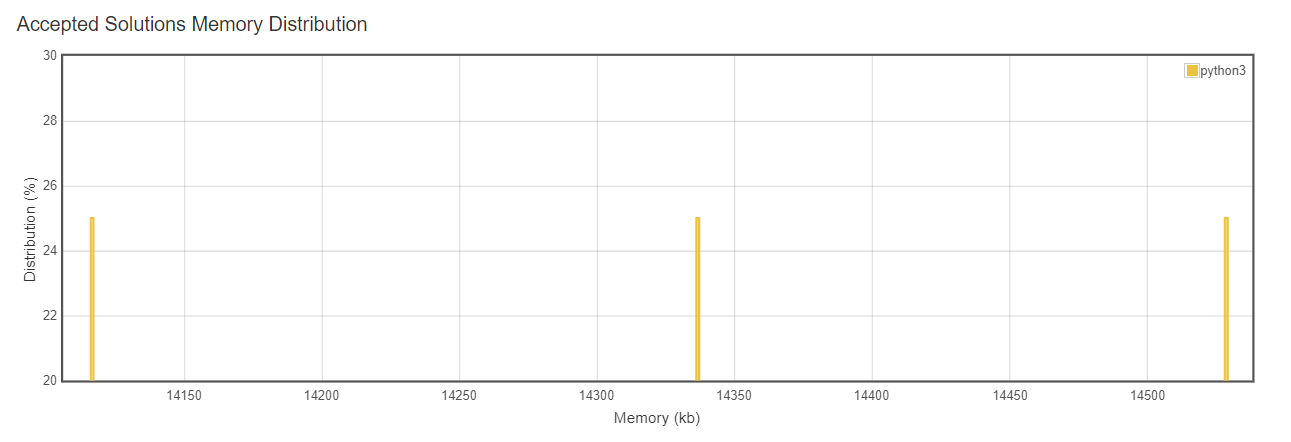 Accepted Solutions Memory Distribution
30
python3
28
26
24
22
20
Distribution (%)
14150 14200 14250 14300 14350 14400 14450 14500
Memory (kb)